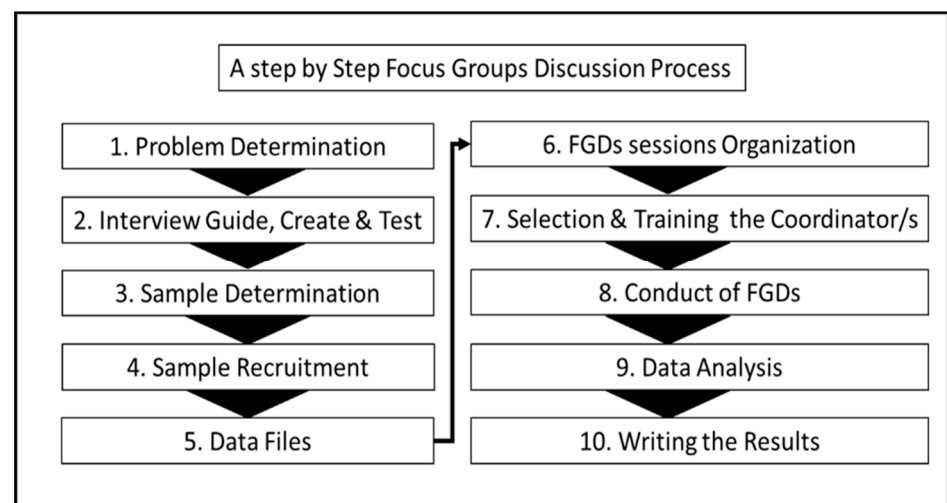 A step by Step Focus Groups Discussion Process
1. Problem Determination
2. Interview Guide, Create & Test
3. Sample Determination
4. Sample Recruitment
5. Data Files
6. FGDs sessions Organization
7. Selection & Training the Coordinator/s
8. Conduct of FGDs
9. Data Analysis
10. Writing the Results